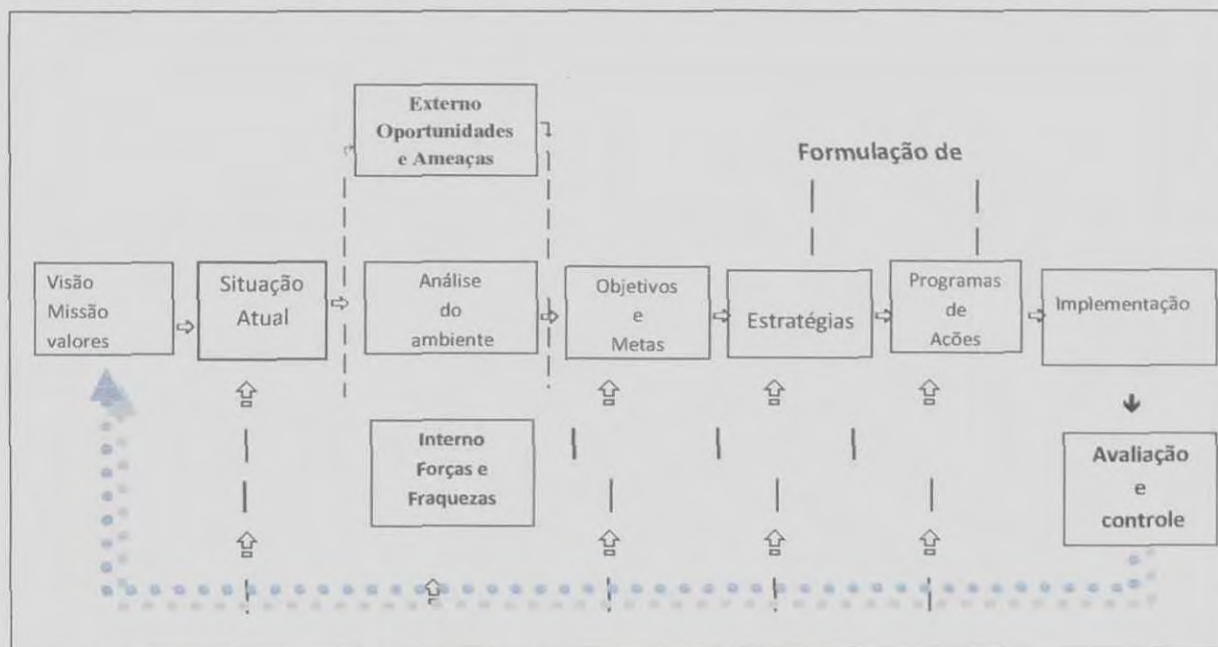 Externo
Oportunidades
e Ameaças
Formulação de
Visão
Missão
valores
Situação
Atual
Análise
do
ambiente
Objetivos
e
Metas
Estratégias
Programas
de
Acões
Implementação
Interno
Forças e
Fraquezas
Avaliação
e
controle